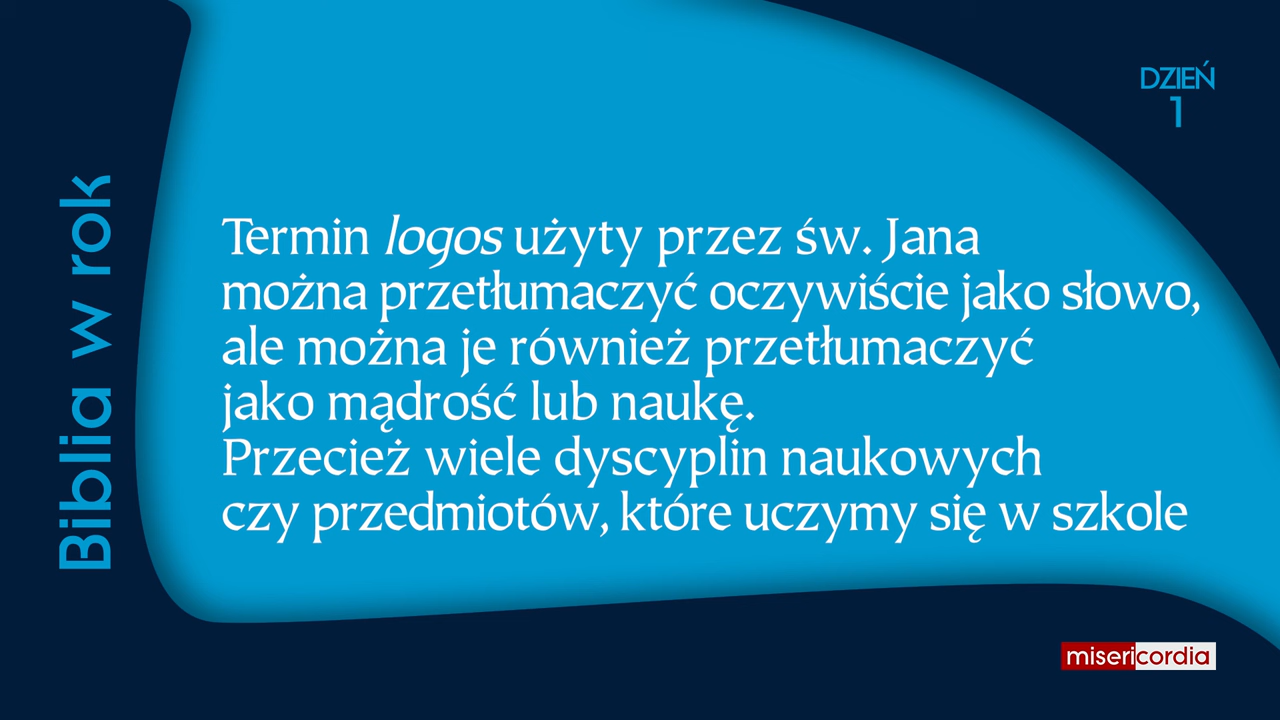 DZIEŃ
1
Biblia w rok
Termin logos użyty przez św. Jana
można przetłumaczyć oczywiście jako słowo,
ale można je również przetłumaczyć
jako mądrość lub naukę.
Przecież wiele dyscyplin naukowych
czy przedmiotów, które uczymy się w szkole
misericordia